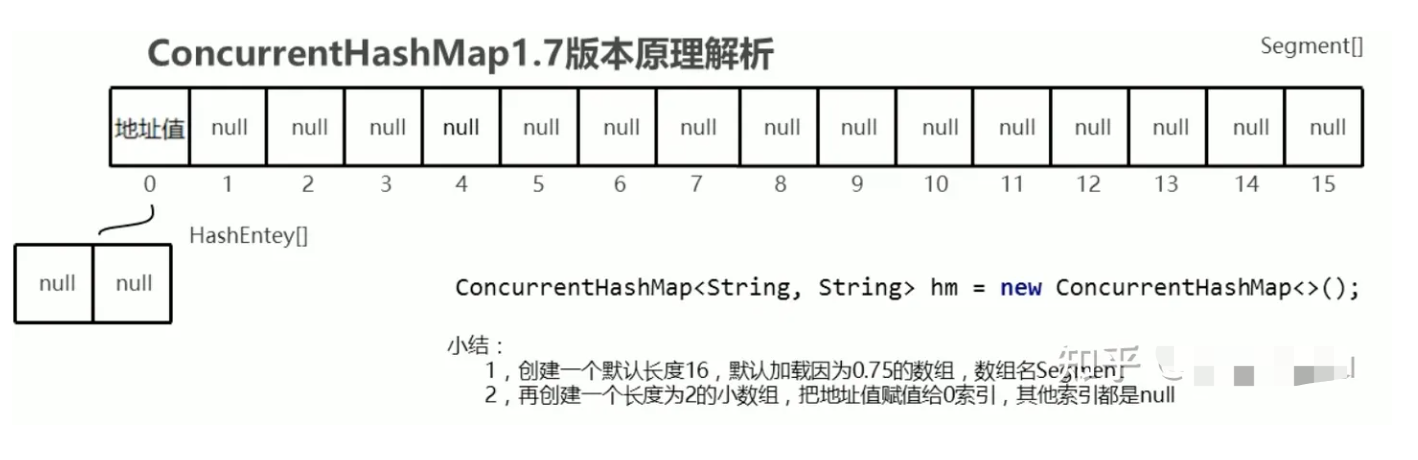 ConcurrentHashMap1.7版本原理解析
Segment[]
地址值 null null null null null null null null null null null null null null null
0 1 2 3 4 5 6 7 8 9 10 11 12 13 14 15
HashEntey[]
null null
ConcurrentHashMap<String, String> hm = new ConcurrentHashMap<>();
小结：
1，创建一个默认长度16，默认加载因为0.75的数组，数组名Segment
2，再创建一个长度为2的小数组，把地址值赋值给0索引，其他索引都是null
知乎